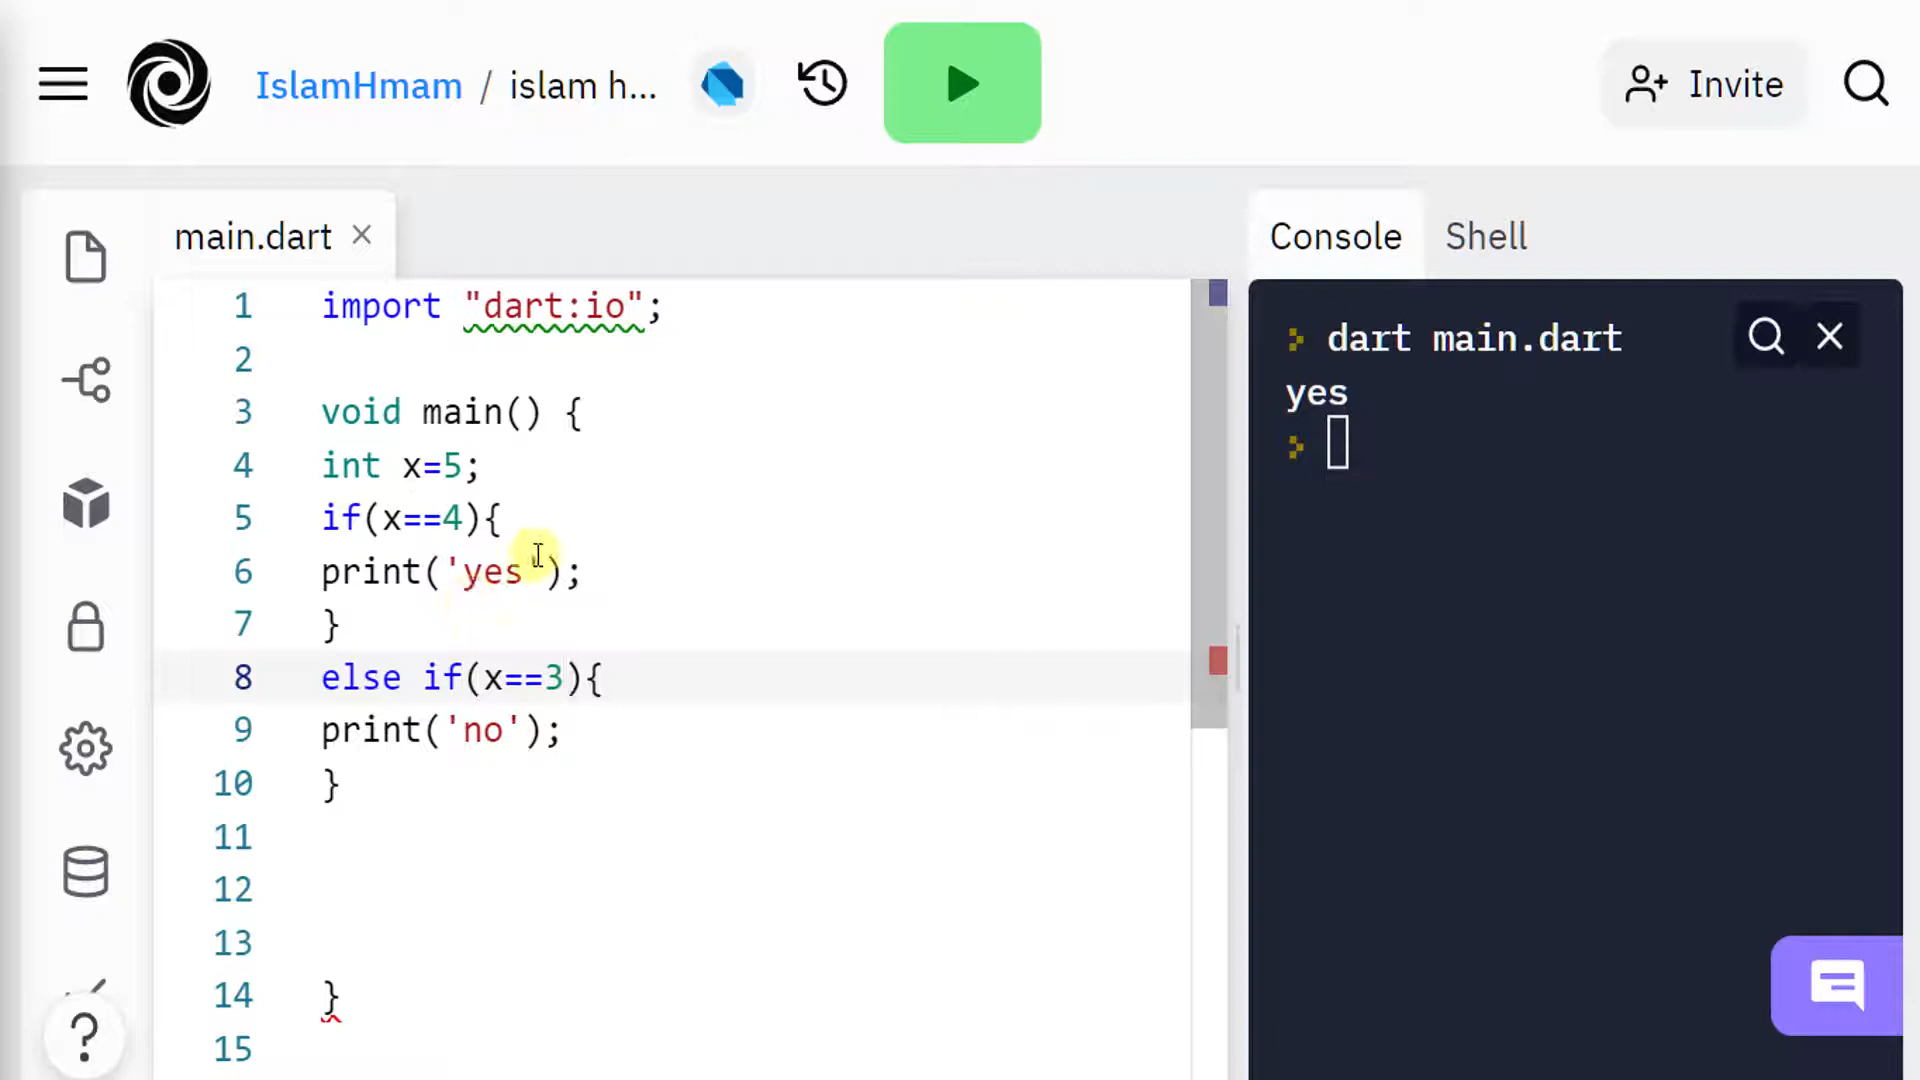 IslamHmam / islam h...
Invite
main.dart
Console
Shell
1 import "dart:io";
2
3 void main() {
4 int x=5;
5 if(x==4){
6 print('yes');
7 }
8 else if(x==3){
9 print('no');
10 }
11
12
13
14 }
15
dart main.dart
yes
?